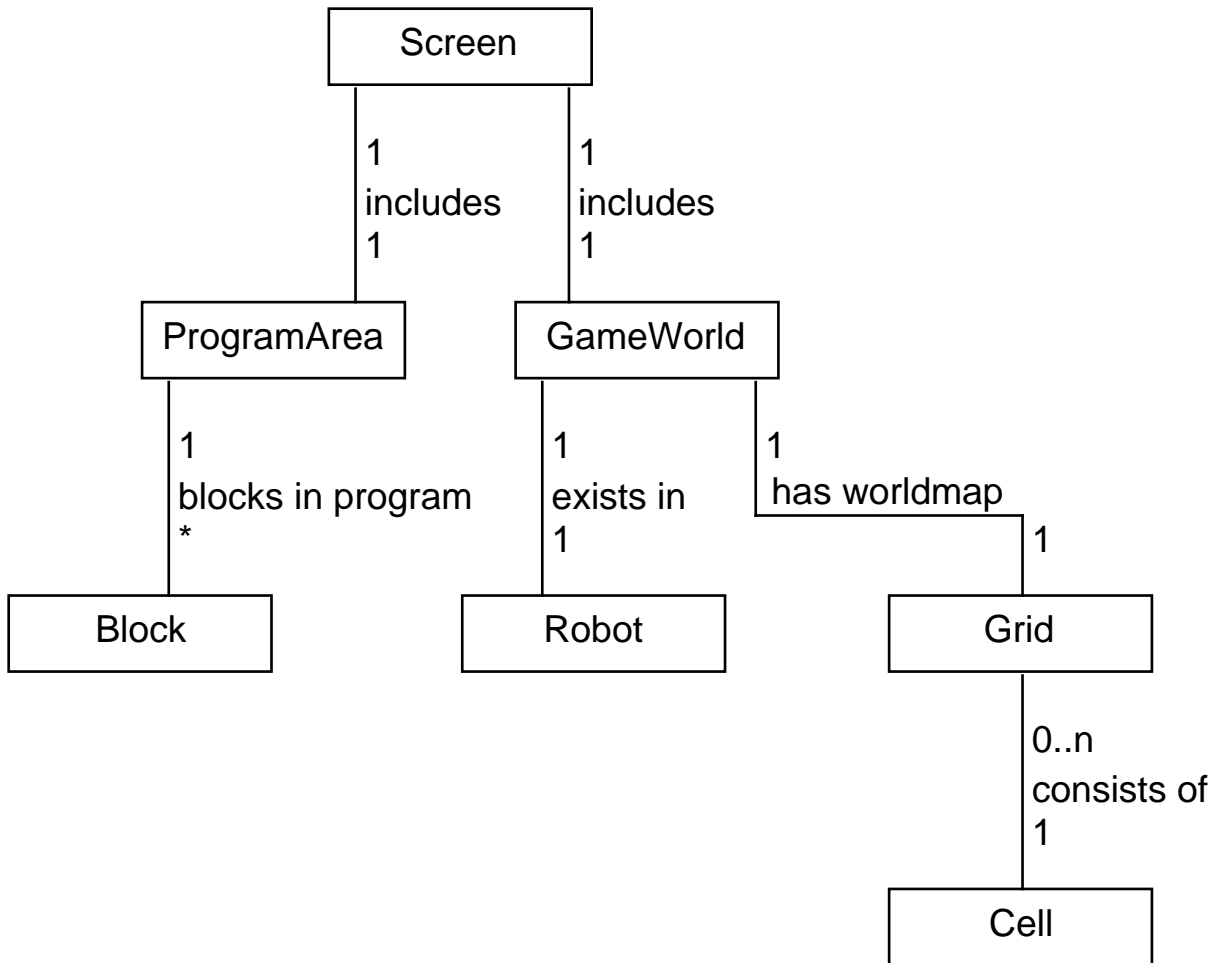 Screen
1
includes
1
1
includes
1
ProgramArea
GameWorld
1
blocks in program
*
1
exists in
1
1
has worldmap
1
Block
Robot
Grid
0..n
consists of
1
Cell